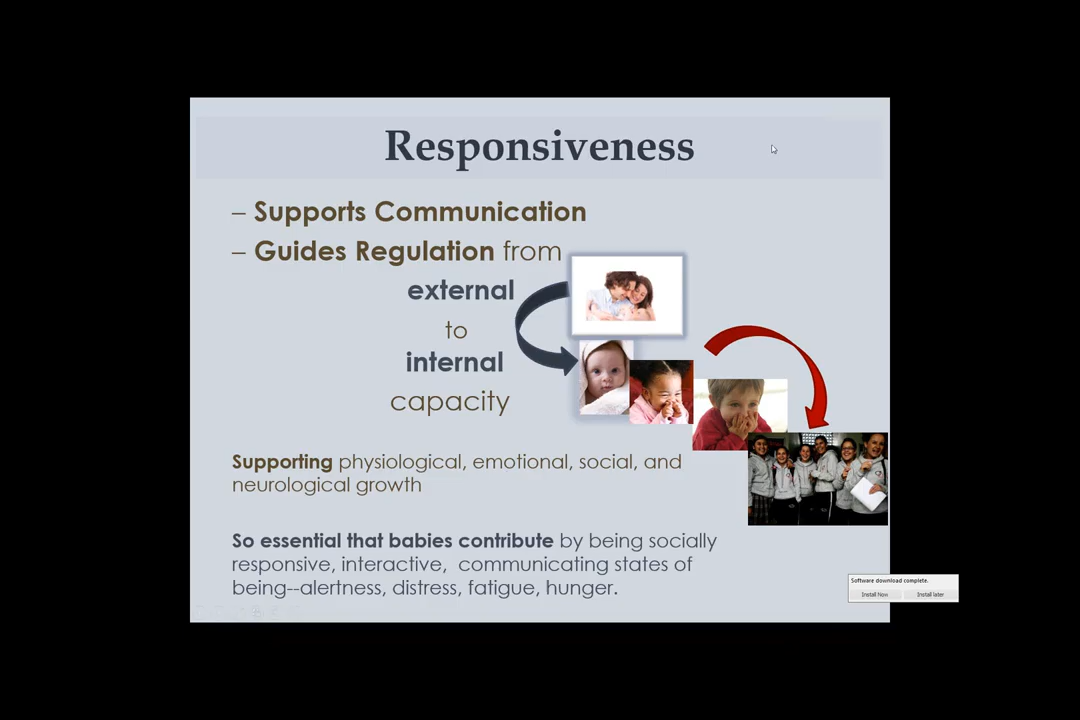 Responsiveness
– Supports Communication
– Guides Regulation from
external
to
internal
capacity
Supporting physiological, emotional, social, and
neurological growth
So essential that babies contribute by being socially
responsive, interactive,  communicating states of
being--alertness, distress, fatigue, hunger.
Software download complete.
Install Now
Install later